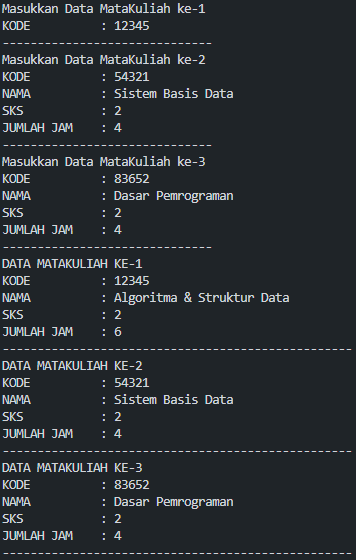 Masukkan Data MataKuliah ke-1
KODE         : 12345
------------------------------
Masukkan Data MataKuliah ke-2
KODE         : 54321
NAMA         : Sistem Basis Data
SKS          : 2
JUMLAH JAM   : 4
------------------------------
Masukkan Data MataKuliah ke-3
KODE         : 83652
NAMA         : Dasar Pemrograman
SKS          : 2
JUMLAH JAM   : 4
------------------------------
DATA MATAKULIAH KE-1
KODE         : 12345
NAMA         : Algoritma & Struktur Data
SKS          : 2
JUMLAH JAM   : 6
--------------------------------------------------
DATA MATAKULIAH KE-2
KODE         : 54321
NAMA         : Sistem Basis Data
SKS          : 2
JUMLAH JAM   : 4
--------------------------------------------------
DATA MATAKULIAH KE-3
KODE         : 83652
NAMA         : Dasar Pemrograman
SKS          : 2
JUMLAH JAM   : 4
--------------------------------------------------